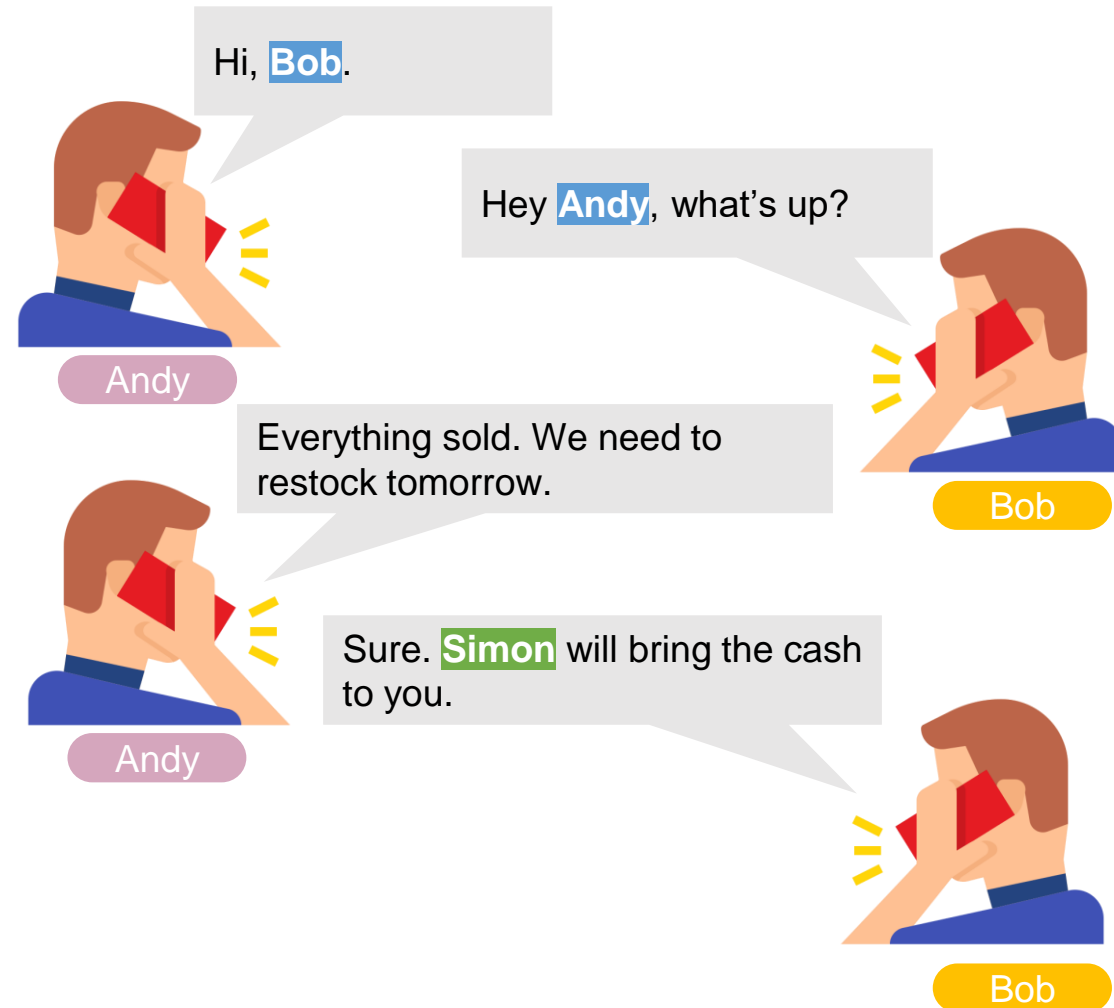 Hi, Bob.
Hey Andy, what’s up?
Andy
Everything sold. We need to
restock tomorrow.
Bob
Sure. Simon will bring the cash
to you.
Andy
Bob